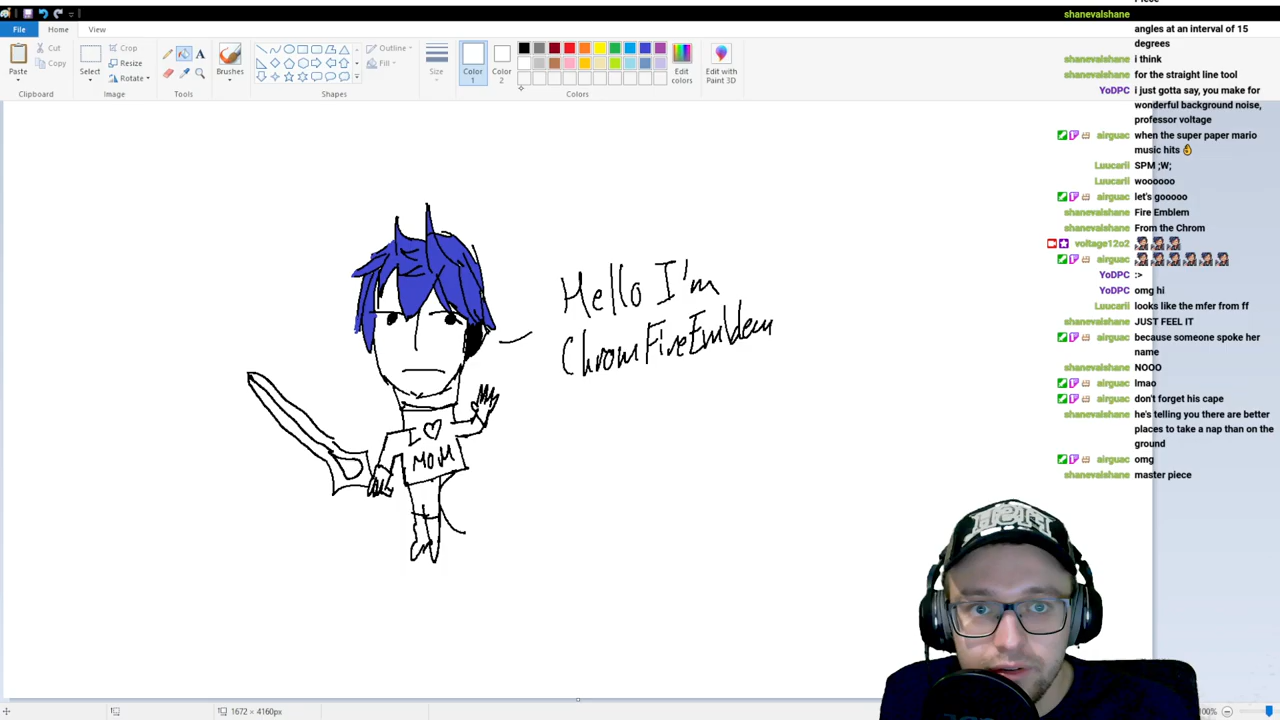 File
Home
View
Paste
Cut
Copy
Clipboard
Select
Crop
Resize
Rotate
Image
Tools
A
Brushes
Shapes
Outline
Fill
Size
Color
1
Color
2
Colors
Edit
colors
Edit with
Paint 3D
Hello I'm
ChromFireEmblem
I ♡
MOM
1672 × 4160px
shanevalshane
angles at an interval of 15
degrees
shanevalshane i think
shanevalshane for the straight line tool
YoDPC i just gotta say, you make for
wonderful background noise,
professor voltage
airguac when the super paper mario
music hits 👌
Luucarii SPM ;W;
Luucarii woooooo
airguac let's gooooo
shanevalshane Fire Emblem
shanevalshane From the Chrom
voltage12o2
airguac
YoDPC :>
YoDPC omg hi
Luucarii looks like the mfer from ff
shanevalshane JUST FEEL IT
airguac because someone spoke her
name
shanevalshane NOOO
airguac lmao
airguac don't forget his cape
shanevalshane he's telling you there are better
places to take a nap than on the
ground
airguac omg
shanevalshane master piece